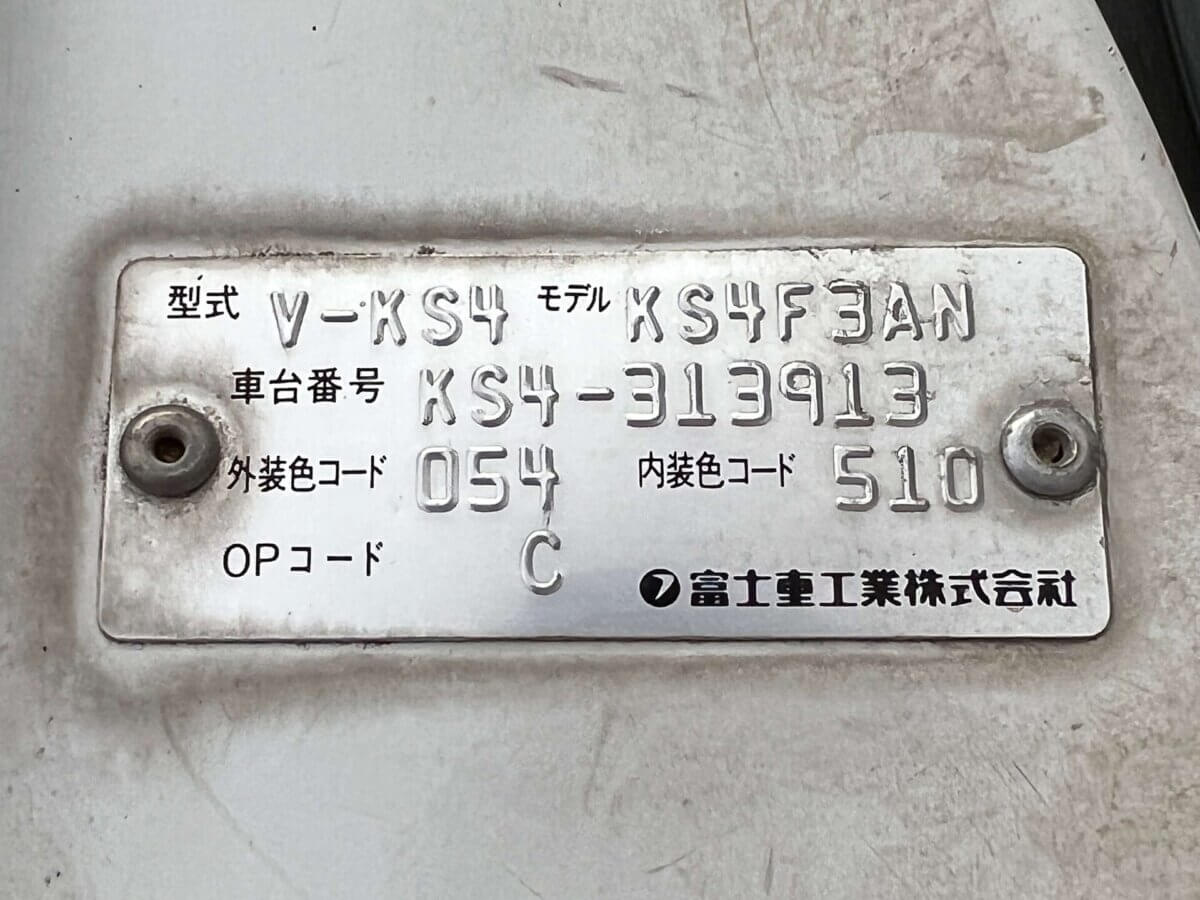 型式 V-KS4 モデル KS4F3AN
車台番号 KS4-313913
外装色コード 054 内装色コード 510
OPコード C
富士重工業株式会社